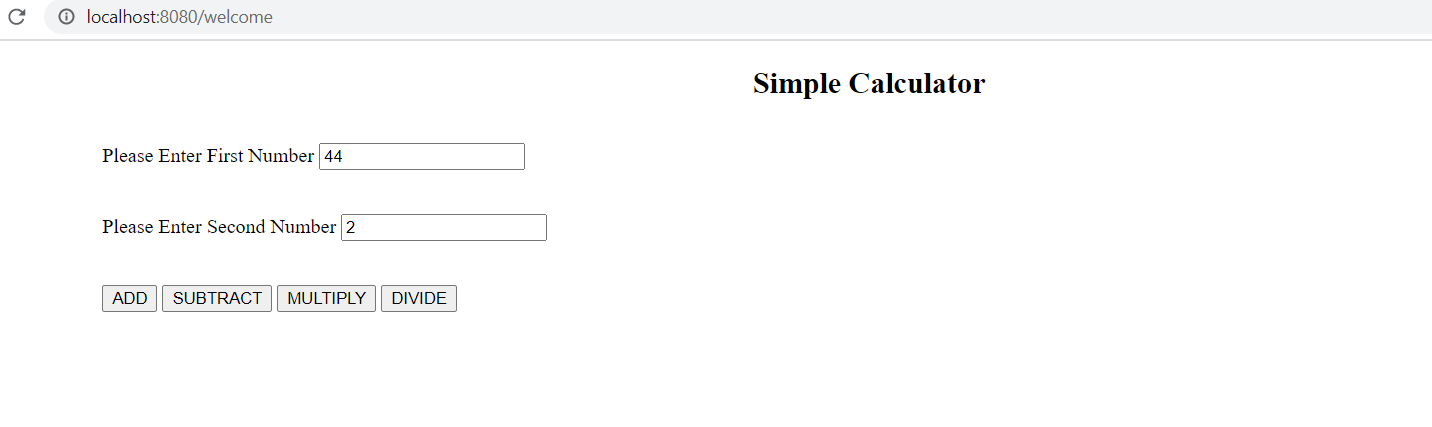 localhost:8080/welcome
Simple Calculator
Please Enter First Number 44
Please Enter Second Number 2
ADD SUBTRACT MULTIPLY DIVIDE